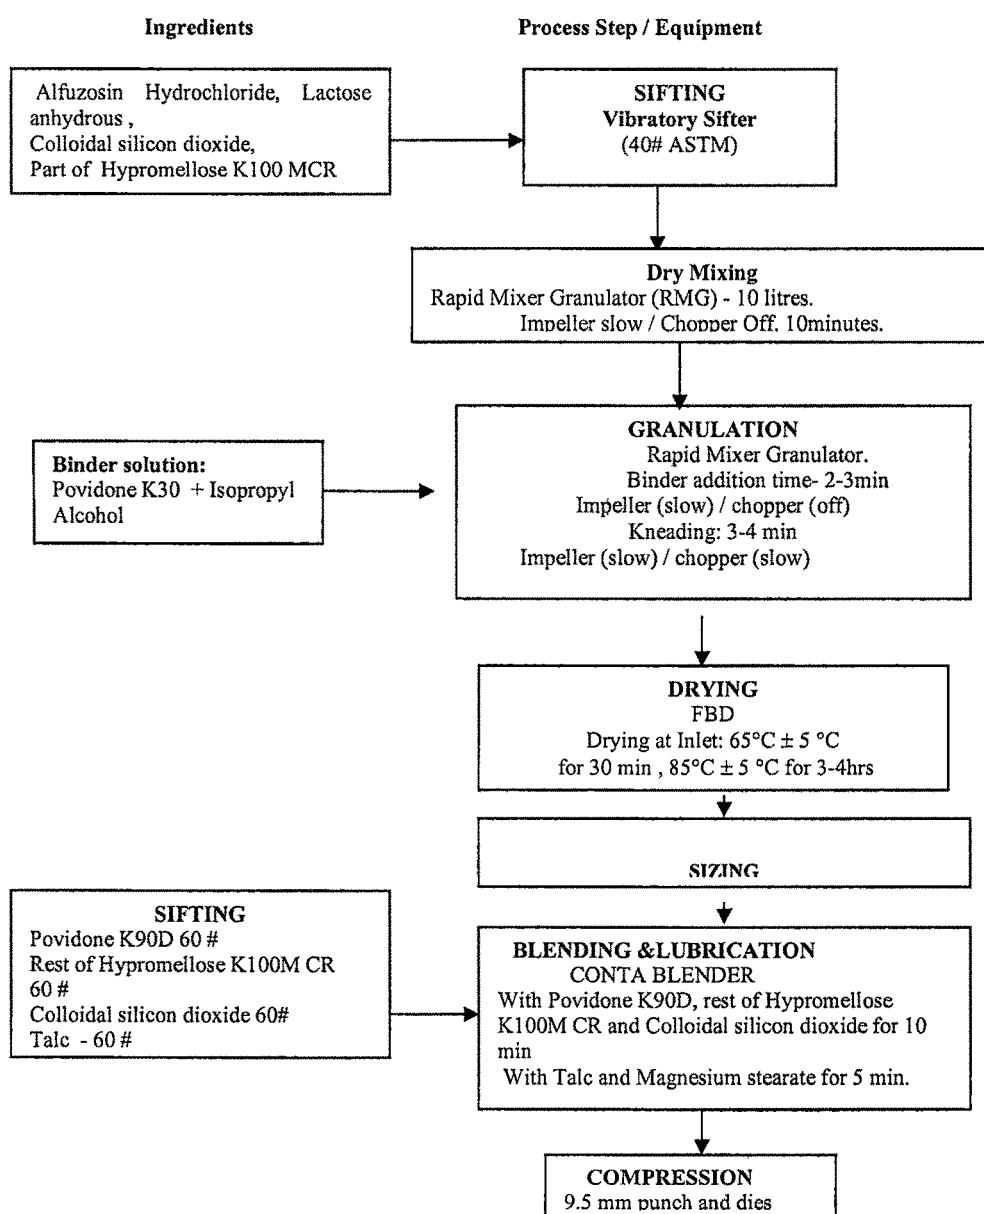 Ingredients
Process Step / Equipment
Alfuzosin Hydrochloride, Lactose
anhydrous ,
Colloidal silicon dioxide,
Part of Hypromellose K100 MCR
SIFTING
Vibratory Sifter
(40# ASTM)
Dry Mixing
Rapid Mixer Granulator (RMG) - 10 litres.
Impeller slow / Chopper Off. 10minutes.
Binder solution:
Povidone K30 + Isopropyl
Alcohol
GRANULATION
Rapid Mixer Granulator.
Binder addition time- 2-3min
Impeller (slow) / chopper (off)
Kneading: 3-4 min
Impeller (slow) / chopper (slow)
DRYING
FBD
Drying at Inlet: 65°C ± 5 °C
for 30 min , 85°C ± 5 °C for 3-4hrs
SIZING
SIFTING
Povidone K90D 60 #
Rest of Hypromellose K100M CR
60 #
Colloidal silicon dioxide 60#
Talc - 60 #
BLENDING &LUBRICATION
CONTA BLENDER
With Povidone K90D, rest of Hypromellose
K100M CR and Colloidal silicon dioxide for 10
min
With Talc and Magnesium stearate for 5 min.
COMPRESSION
9.5 mm punch and dies